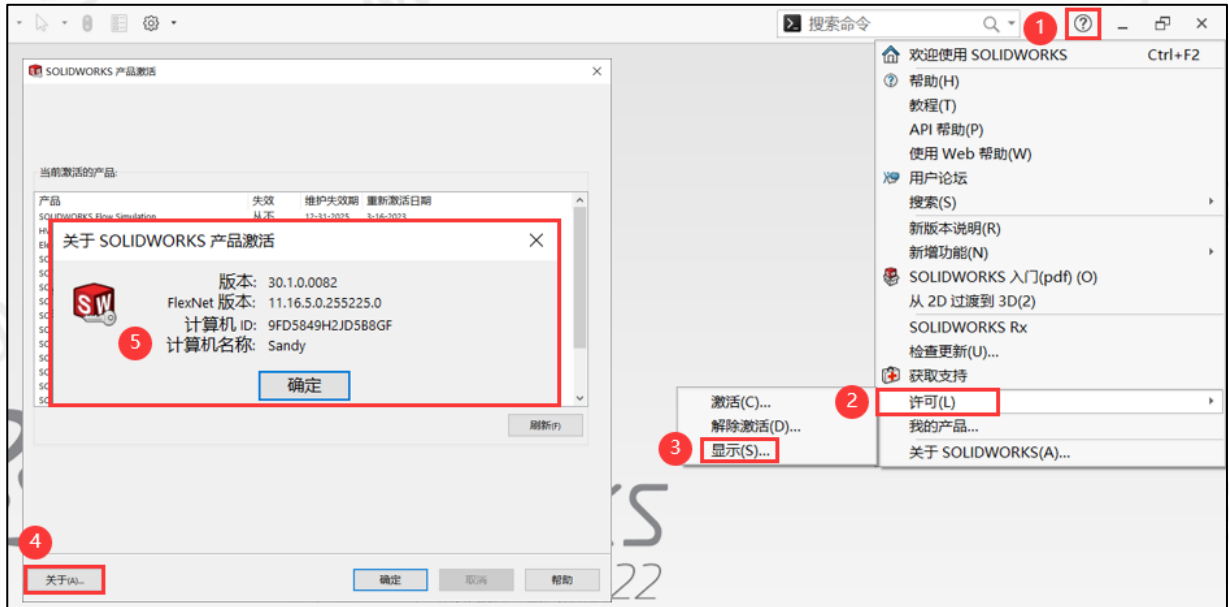 搜索命令
1
欢迎使用 SOLIDWORKS Ctrl+F2
帮助(H)
教程(T)
API 帮助(P)
使用 Web 帮助(W)
用户论坛
搜索(S)
新版本说明(R)
新增功能(N)
SOLIDWORKS 入门(pdf) (O)
从 2D 过渡到 3D(2)
SOLIDWORKS Rx
检查更新(U)...
获取支持
2
许可(L)
我的产品...
关于 SOLIDWORKS(A)...
激活(C)...
解除激活(D)...
3
显示(S)...
SOLIDWORKS 产品激活
当前激活的产品:
产品 失效 维护失效期 重新激活日期
SOLIDWORKS Flow Simulation 从不 12-31-2025 3-16-2023
关于 SOLIDWORKS 产品激活
SW
版本: 30.1.0.0082
FlexNet 版本: 11.16.5.0.255225.0
计算机 ID: 9FD5849H2JD5B8GF
5
计算机名称: Sandy
确定
刷新(F)
4
关于(A)...
确定
取消
帮助
KS
22